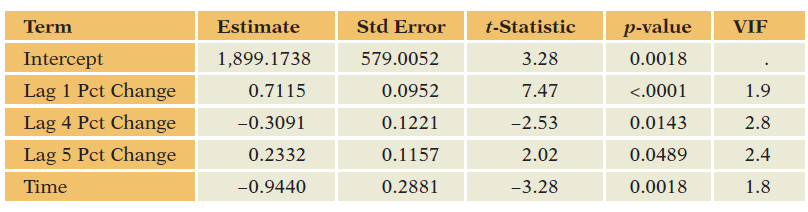 Term Estimate Std Error t-Statistic p-value VIF
Intercept 1,899.1738 579.0052 3.28 0.0018 .
Lag 1 Pct Change 0.7115 0.0952 7.47 <.0001 1.9
Lag 4 Pct Change −0.3091 0.1221 −2.53 0.0143 2.8
Lag 5 Pct Change 0.2332 0.1157 2.02 0.0489 2.4
Time −0.9440 0.2881 −3.28 0.0018 1.8